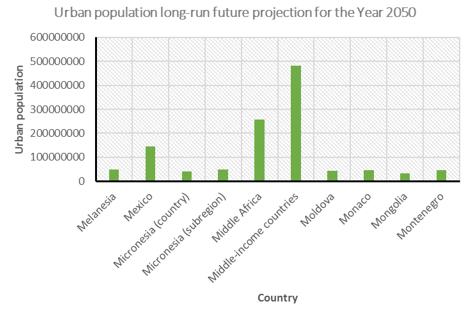 Urban population long-run future projection for the Year 2050
Urban population
600000000
500000000
400000000
300000000
200000000
100000000
0
Melanesia
Mexico
Micronesia (country)
Micronesia (subregion)
Middle Africa
Middle-income countries
Moldova
Monaco
Mongolia
Montenegro
Country